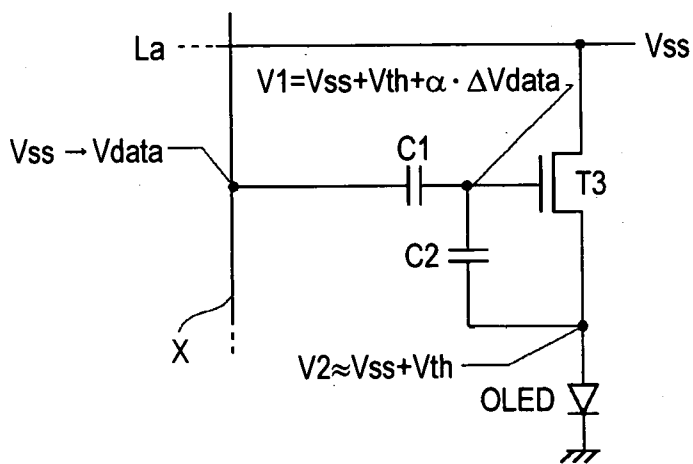 La
Vss
V1=Vss+Vth+α・ΔVdata
Vss→Vdata
C1
T3
C2
X
V2≈Vss+Vth
OLED